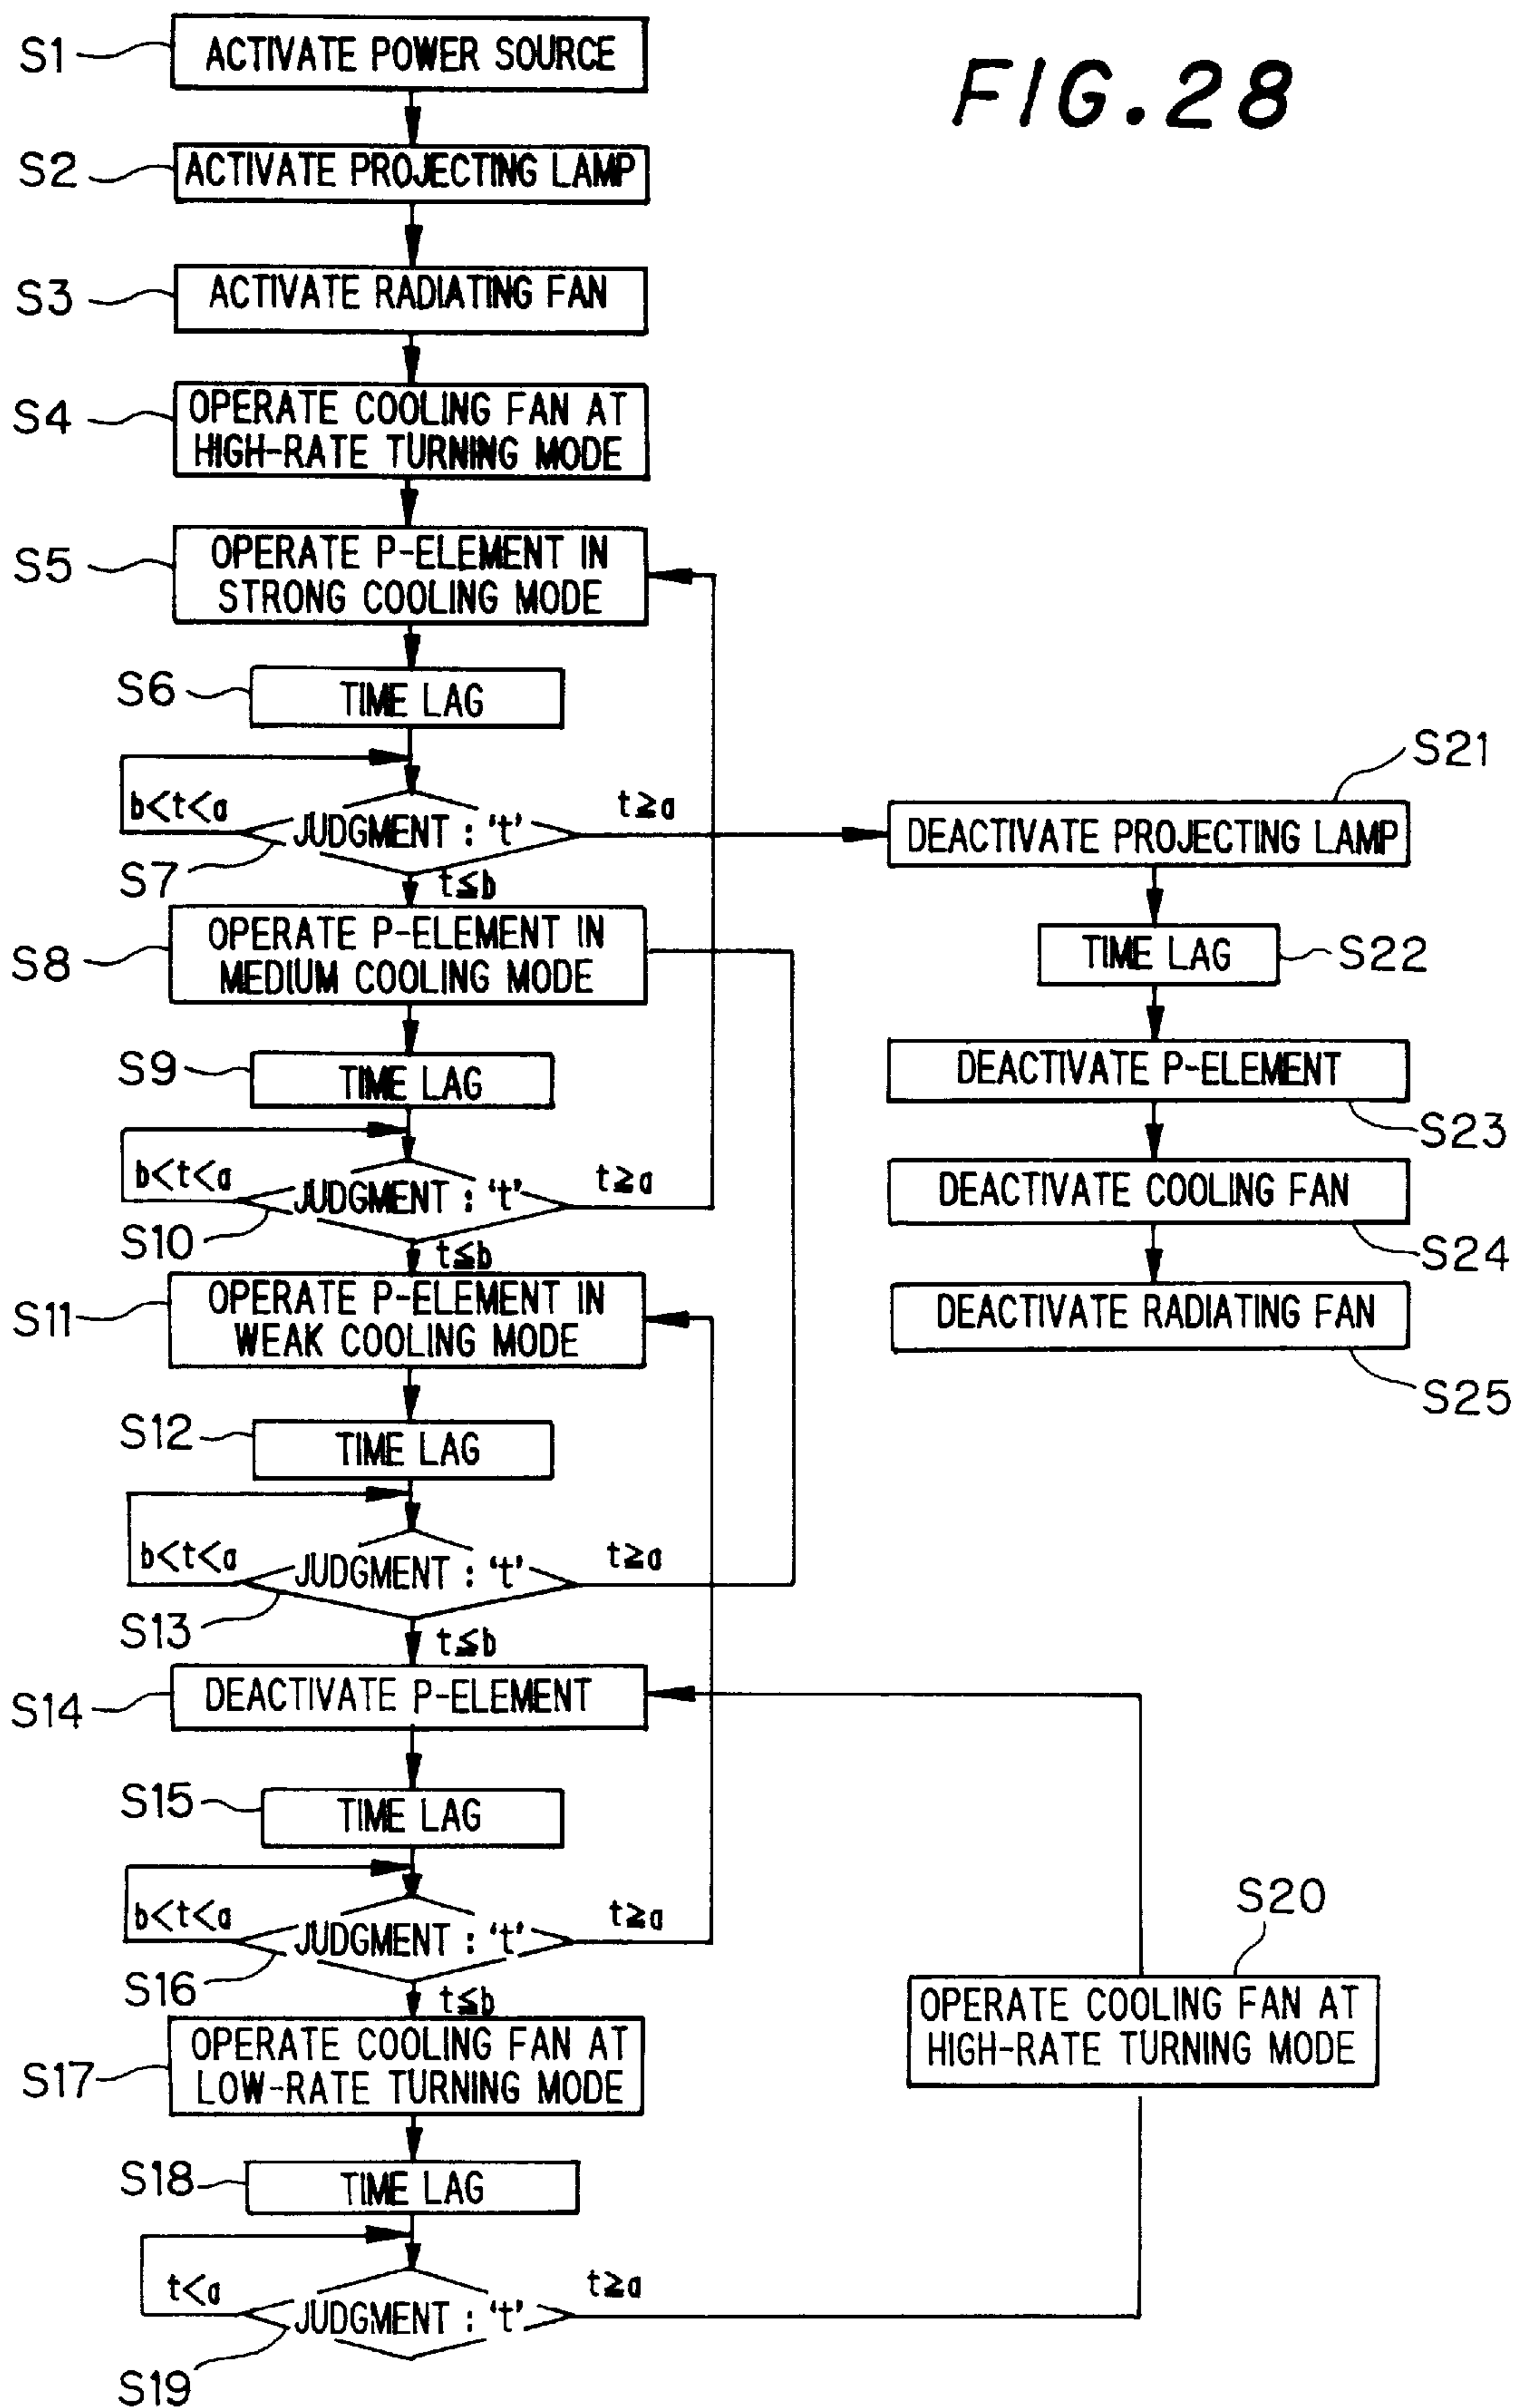 FIG.28
S1
ACTIVATE POWER SOURCE
S2
ACTIVATE PROJECTING LAMP
S3
ACTIVATE RADIATING FAN
S4
OPERATE COOLING FAN AT
HIGH-RATE TURNING MODE
S5
OPERATE P-ELEMENT IN
STRONG COOLING MODE
S6
TIME LAG
b<t<a
JUDGMENT : 't'
t≧a
S7
t≦b
S8
OPERATE P-ELEMENT IN
MEDIUM COOLING MODE
S9
TIME LAG
b<t<a
JUDGMENT : 't'
t≧a
S10
t≦b
S11
OPERATE P-ELEMENT IN
WEAK COOLING MODE
S12
TIME LAG
b<t<a
JUDGMENT : 't'
t≧a
S13
t≦b
S14
DEACTIVATE P-ELEMENT
S15
TIME LAG
b<t<a
JUDGMENT : 't'
t≧a
S16
t≦b
S17
OPERATE COOLING FAN AT
LOW-RATE TURNING MODE
S18
TIME LAG
t<a
JUDGMENT : 't'
t≧a
S19
S20
OPERATE COOLING FAN AT
HIGH-RATE TURNING MODE
S21
DEACTIVATE PROJECTING LAMP
TIME LAG
S22
DEACTIVATE P-ELEMENT
S23
DEACTIVATE COOLING FAN
S24
DEACTIVATE RADIATING FAN
S25